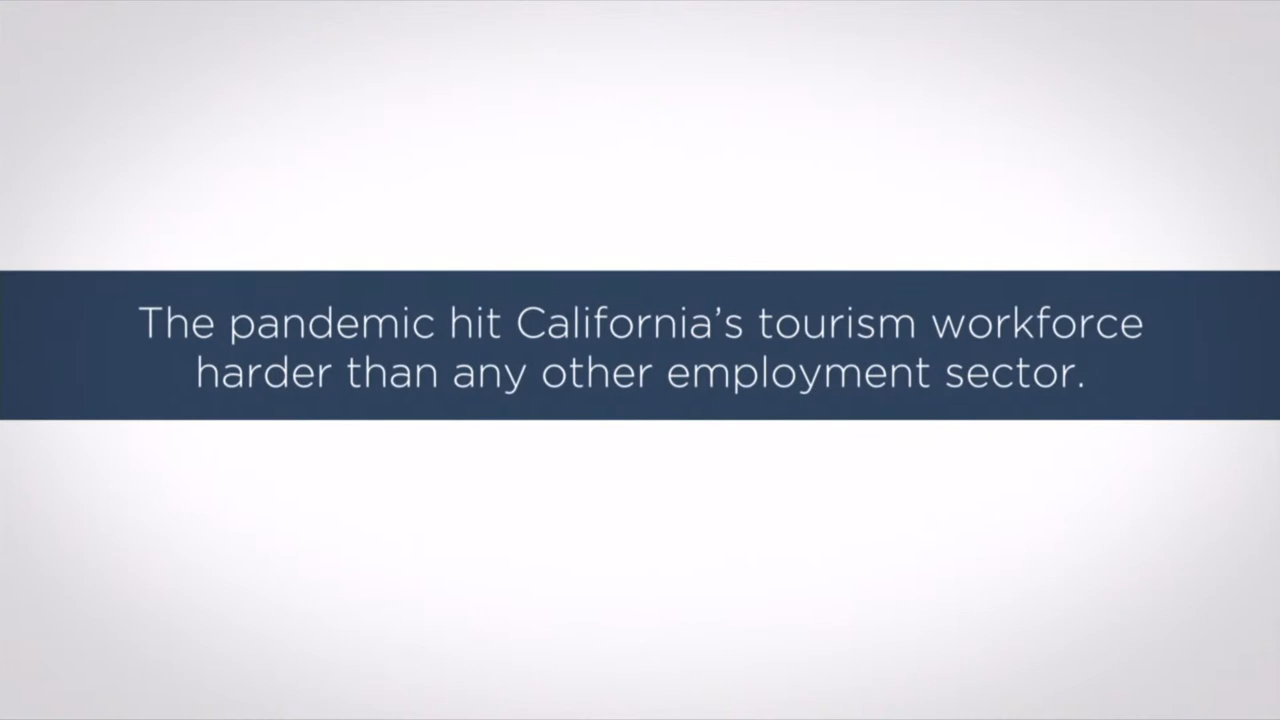 The pandemic hit California’s tourism workforce
harder than any other employment sector.